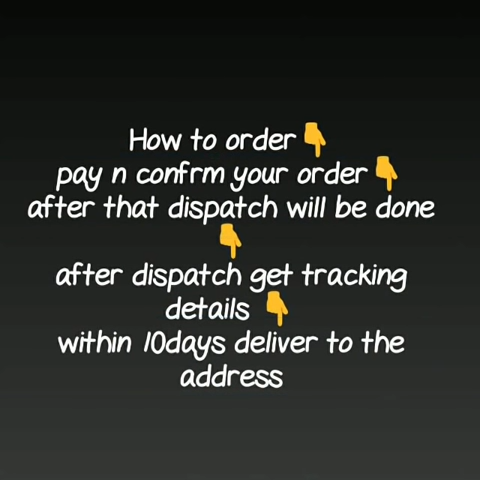 How to order👇
pay n confrm your order👇
after that dispatch will be done
👇
after dispatch get tracking
details 👇
within 10days deliver to the
address